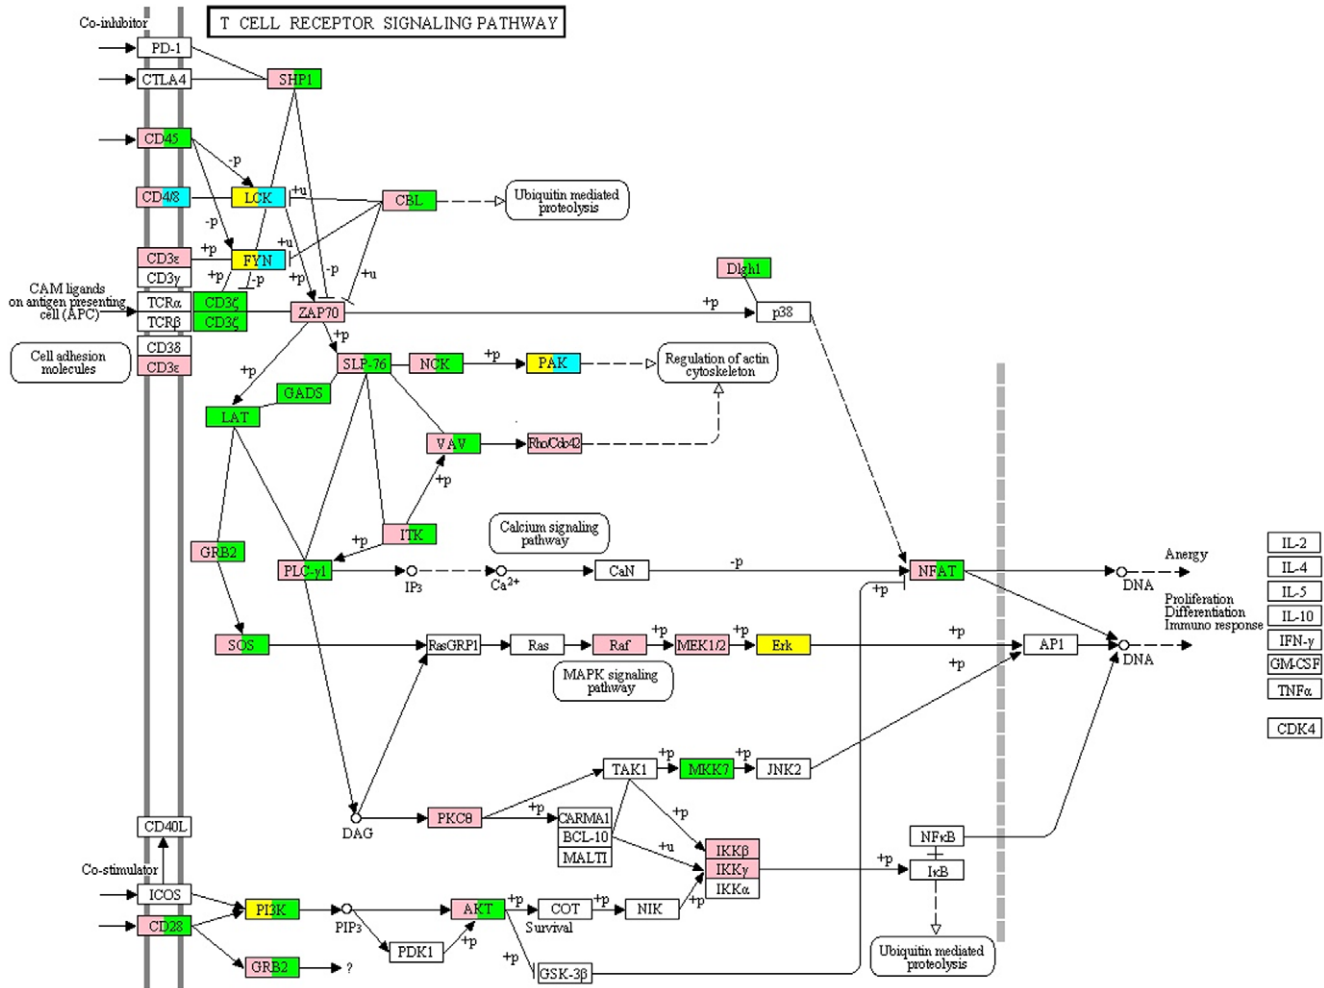 T CELL RECEPTOR SIGNALING PATHWAY
Co-inhibitor
PD-1
CTLA4
SHP1
CD45
-p
CD4/8
LCK
+u
CBL
Ubiquitin mediated
proteolysis
-p
CD3ε
+p
FYN
+u
CD3γ
+p
-p
+p
-p
+u
Dlgh1
CAM ligands
on antigen presenting
cell (APC)
TCRα
CD3ζ
TCRβ
CD3ζ
ZAP70
+p
p38
+p
Cell adhesion
molecules
CD3δ
CD3ε
SLP-76
NCK
+p
PAK
Regulation of actin
cytoskeleton
+p
GADS
LAT
VAV
Rho/Cdc42
+p
ITK
+p
Calcium signaling
pathway
GRB2
PLC-γ1
IP3
Ca2+
CaN
-p
NFAT
+p
Anergy
DNA
Proliferation
Differentiation
Immuno response
DNA
SOS
RasGRP1
Ras
Raf
+p
MEK1/2
+p
Erk
+p
AP1
+p
MAPK signaling
pathway
IL-2
IL-4
IL-5
IL-10
IFN-γ
GM-CSF
TNFα
CDK4
TAK1
+p
MKK7
+p
JNK2
DAG
PKCθ
+p
CARMA1
BCL-10
MALT1
+p
+u
IKKβ
IKKγ
IKKα
+p
NFκB
IκB
Ubiquitin mediated
proteolysis
CD40L
Co-stimulator
ICOS
CD28
PI3K
PIP3
PDK1
+p
AKT
+p
COT
+p
NIK
+p
Survival
+p
GSK-3β
GRB2
?